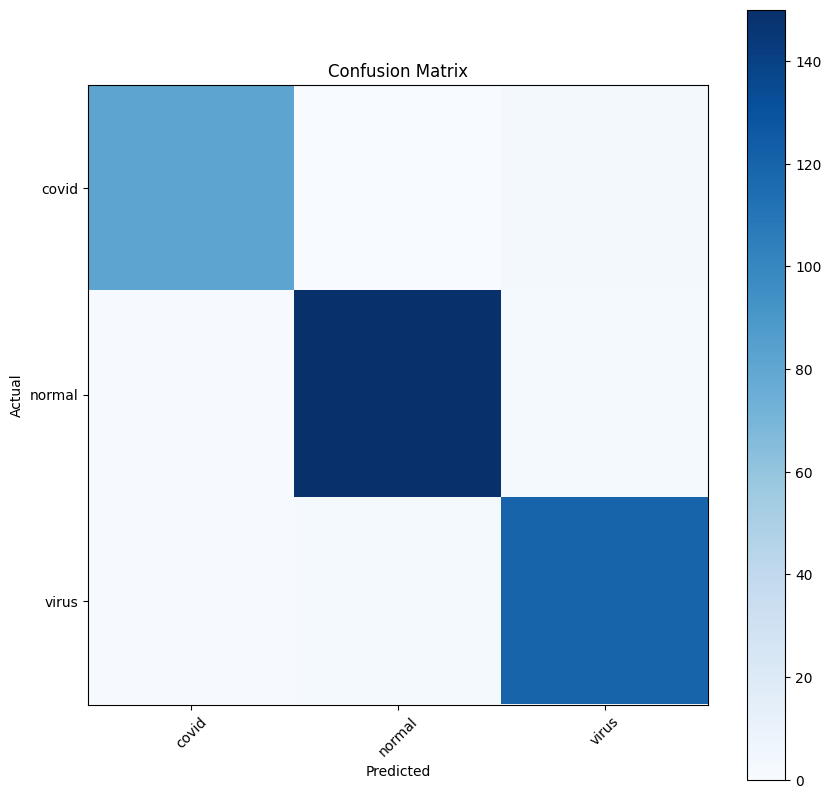 Confusion Matrix
Actual
covid
normal
virus
covid
normal
virus
Predicted
140
120
100
80
60
40
20
0